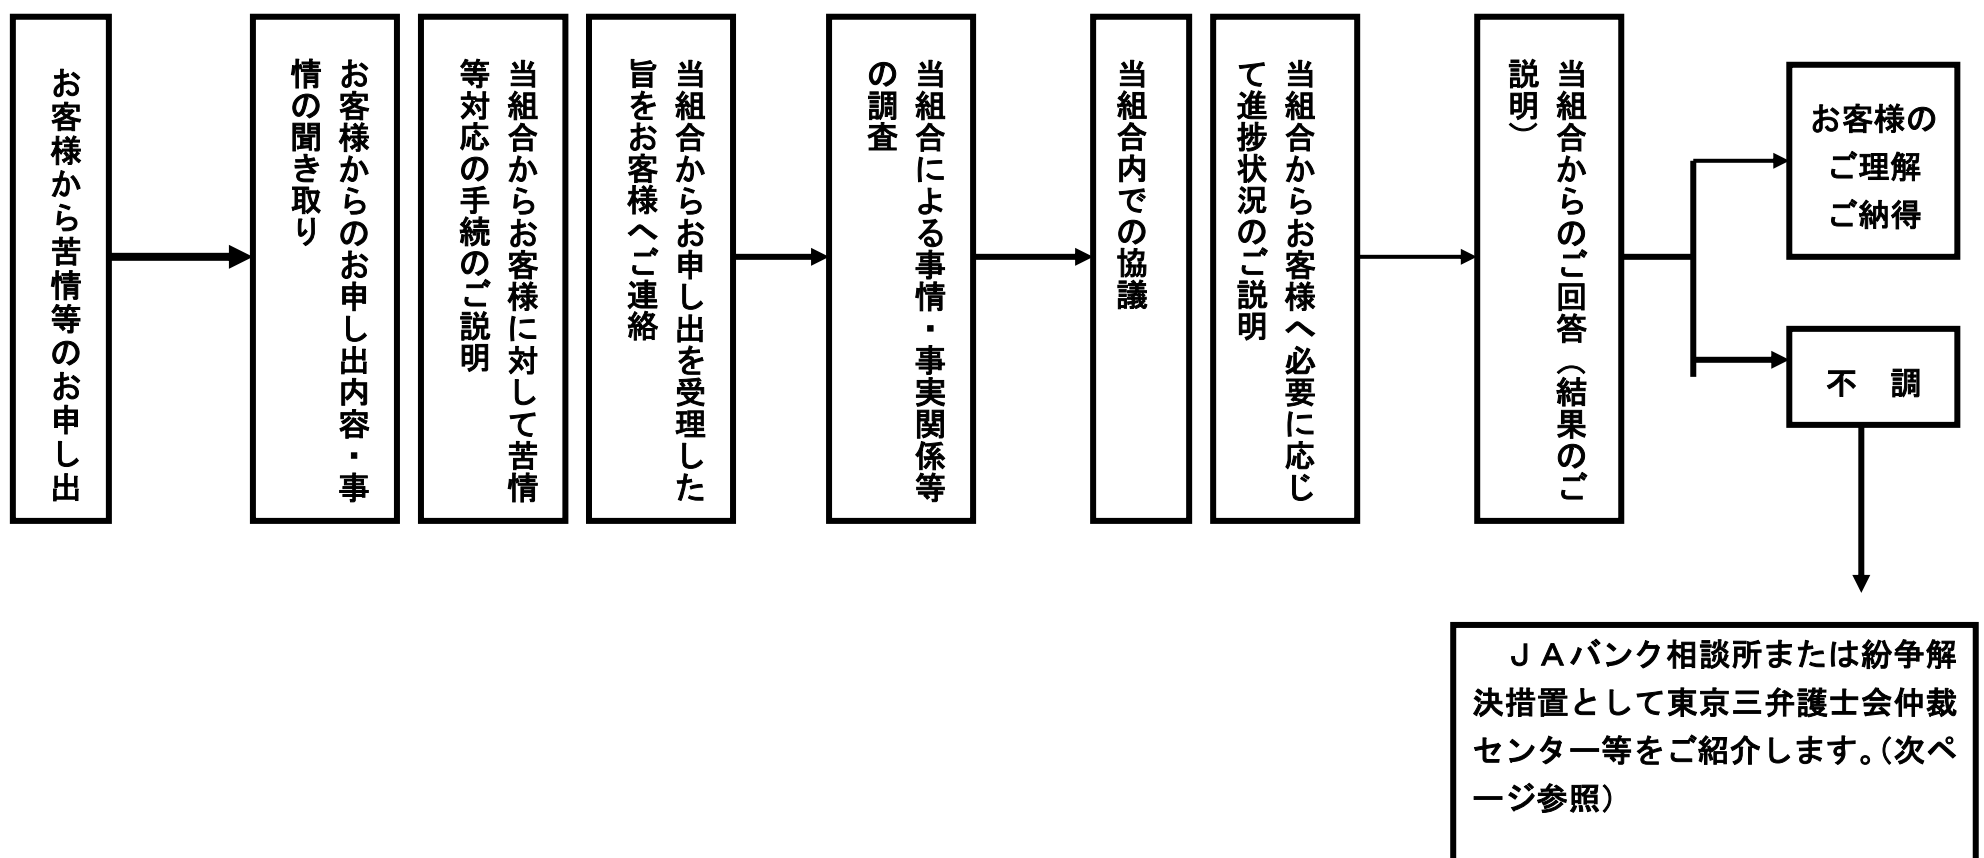 お客様から苦情等のお申し出
お客様からのお申し出内容・事
情の聞き取り
当組合からお客様に対して苦情
等対応の手続のご説明
当組合からお申し出を受理した
旨をお客様へご連絡
当組合による事情・事実関係等
の調査
当組合内での協議
当組合からお客様へ必要に応じ
て進捗状況のご説明
当組合からのご回答（結果のご
説明）
お客様の
ご理解
ご納得
不　調
ＪＡバンク相談所または紛争解
決措置として東京三弁護士会仲裁
センター等をご紹介します。（次ペ
ージ参照）